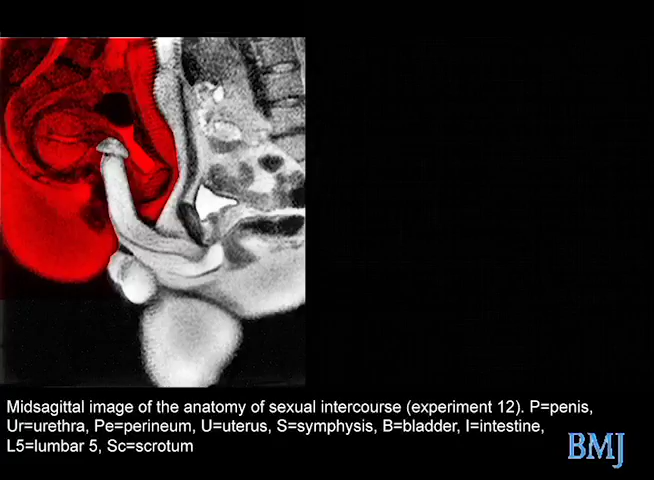 Midsagittal image of the anatomy of sexual intercourse (experiment 12). P=penis,
Ur=urethra, Pe=perineum, U=uterus, S=symphysis, B=bladder, I=intestine,
L5=lumbar 5, Sc=scrotum
BMJ